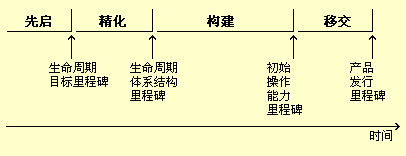 先启 精化 构建 移交
生命周期
目标里程碑
生命周期
体系结构
里程碑
初始
操作
能力
里程碑
产品
发行
里程碑
时间